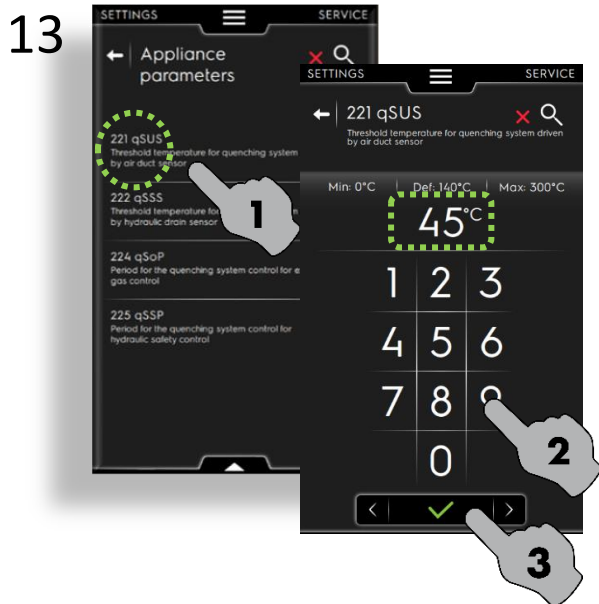 13
SETTINGS SERVICE
Appliance
parameters
221 qSUS
Threshold temperature for quenching system
by air duct sensor
222 qSSS
Threshold temperature for
by hydraulic drain sensor
224 qSoP
Period for the quenching system control for
gas control
225 qSSP
Period for the quenching system control for
hydraulic safety control
1
SETTINGS SERVICE
221 qSUS
Threshold temperature for quenching system driven
by air duct sensor
Min: 0°C Def: 140°C Max: 300°C
45°C
1 2 3
4 5 6
7 8 9
0
2
3